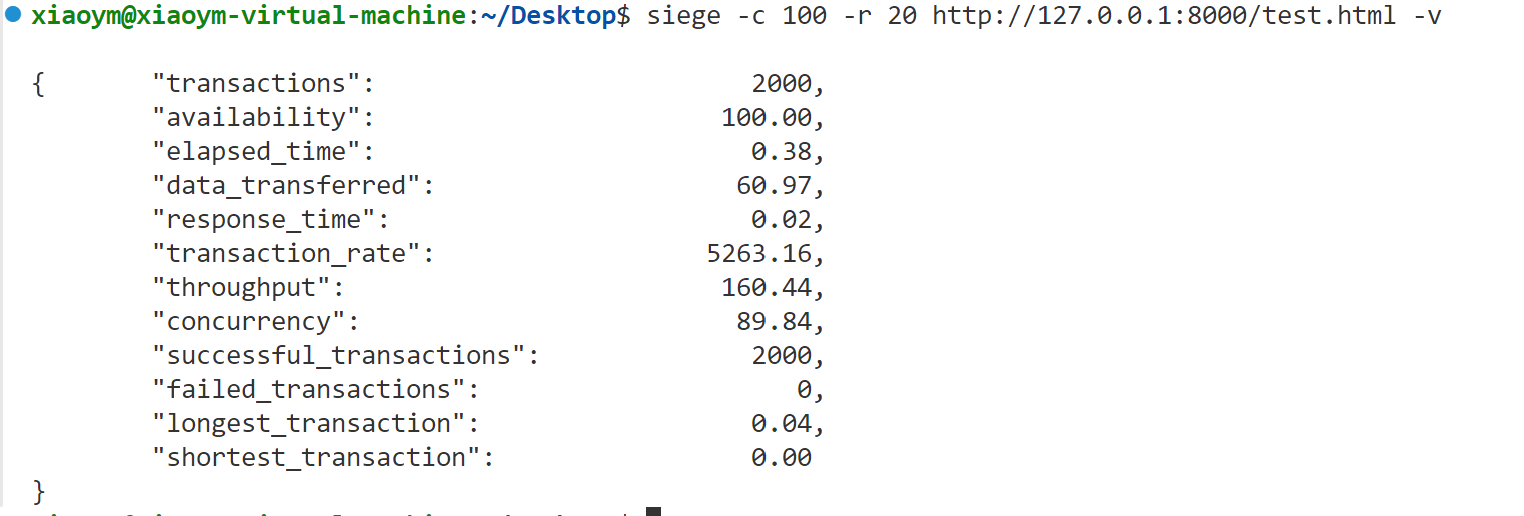 xiaoym@xiaoym-virtual-machine:~/Desktop$ siege -c 100 -r 20 http://127.0.0.1:8000/test.html -v
{ "transactions": 2000,
"availability": 100.00,
"elapsed_time": 0.38,
"data_transferred": 60.97,
"response_time": 0.02,
"transaction_rate": 5263.16,
"throughput": 160.44,
"concurrency": 89.84,
"successful_transactions": 2000,
"failed_transactions": 0,
"longest_transaction": 0.04,
"shortest_transaction": 0.00
}